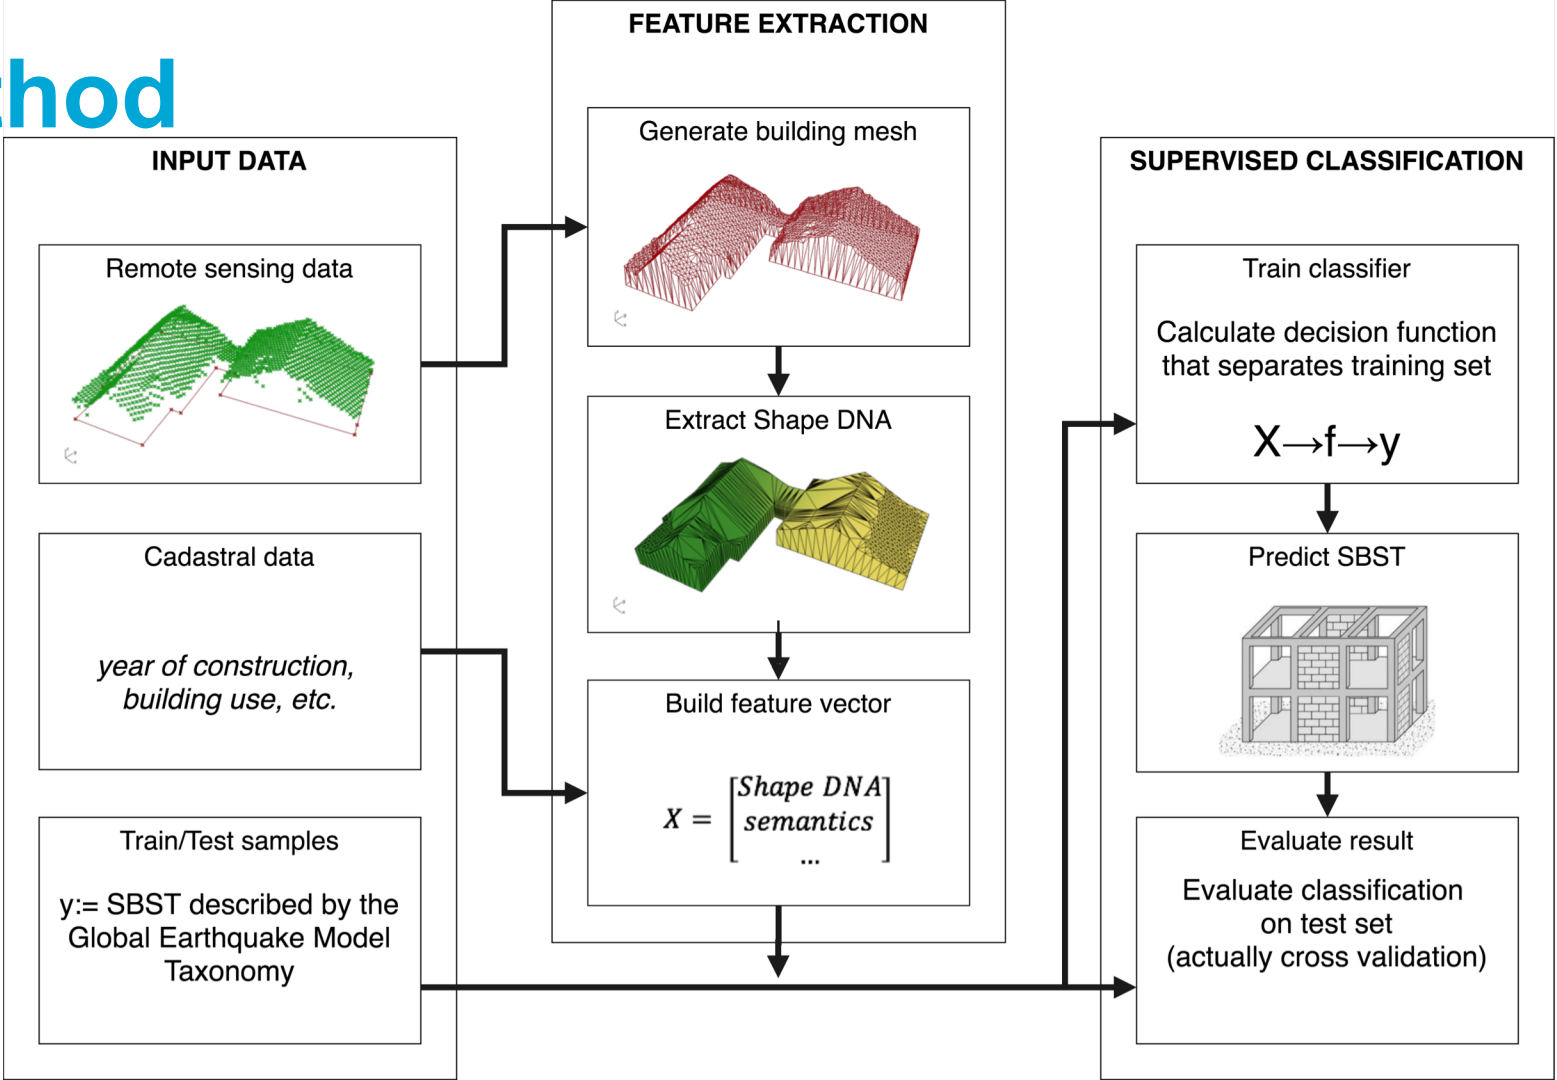 thod
INPUT DATA
Remote sensing data
Cadastral data
year of construction,
building use, etc.
Train/Test samples
y:= SBST described by the
Global Earthquake Model
Taxonomy
FEATURE EXTRACTION
Generate building mesh
Extract Shape DNA
Build feature vector
X = [Shape DNA
semantics
...]
SUPERVISED CLASSIFICATION
Train classifier
Calculate decision function
that separates training set
X→f→y
Predict SBST
Evaluate result
Evaluate classification
on test set
(actually cross validation)